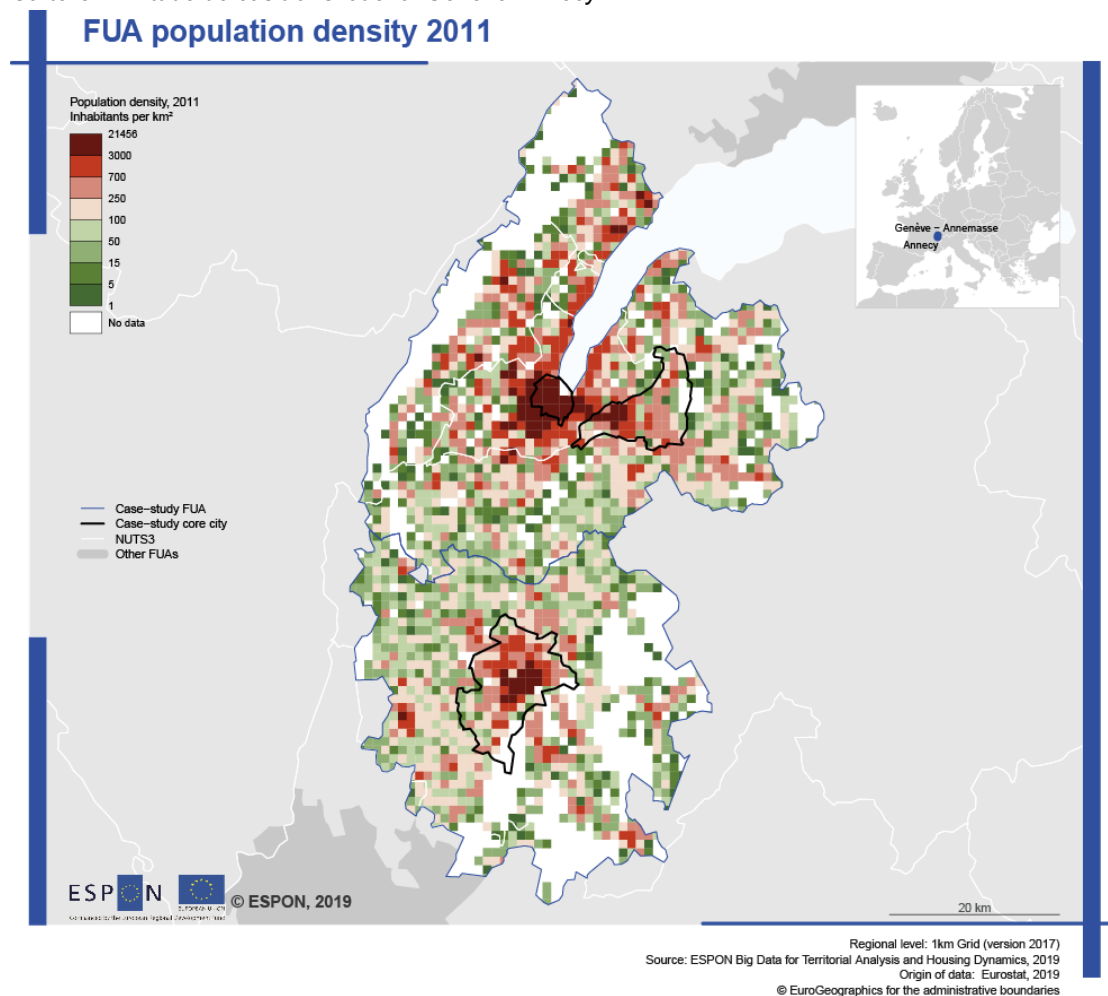 FUA population density 2011
Population density, 2011
Inhabitants per km²
21456
3000
700
250
100
50
15
5
1
No data
Genève – Annemasse
Annecy
Case–study FUA
Case–study core city
NUTS3
Other FUAs
ESPON
© ESPON, 2019
20 km
Regional level: 1km Grid (version 2017)
Source: ESPON Big Data for Territorial Analysis and Housing Dynamics, 2019
Origin of data: Eurostat, 2019
© EuroGeographics for the administrative boundaries